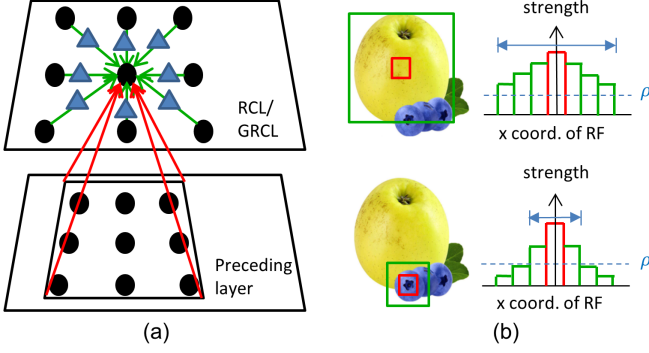 RCL/
GRCL
Preceding
layer
(a)
strength
ρ
x coord. of RF
strength
ρ
x coord. of RF
(b)